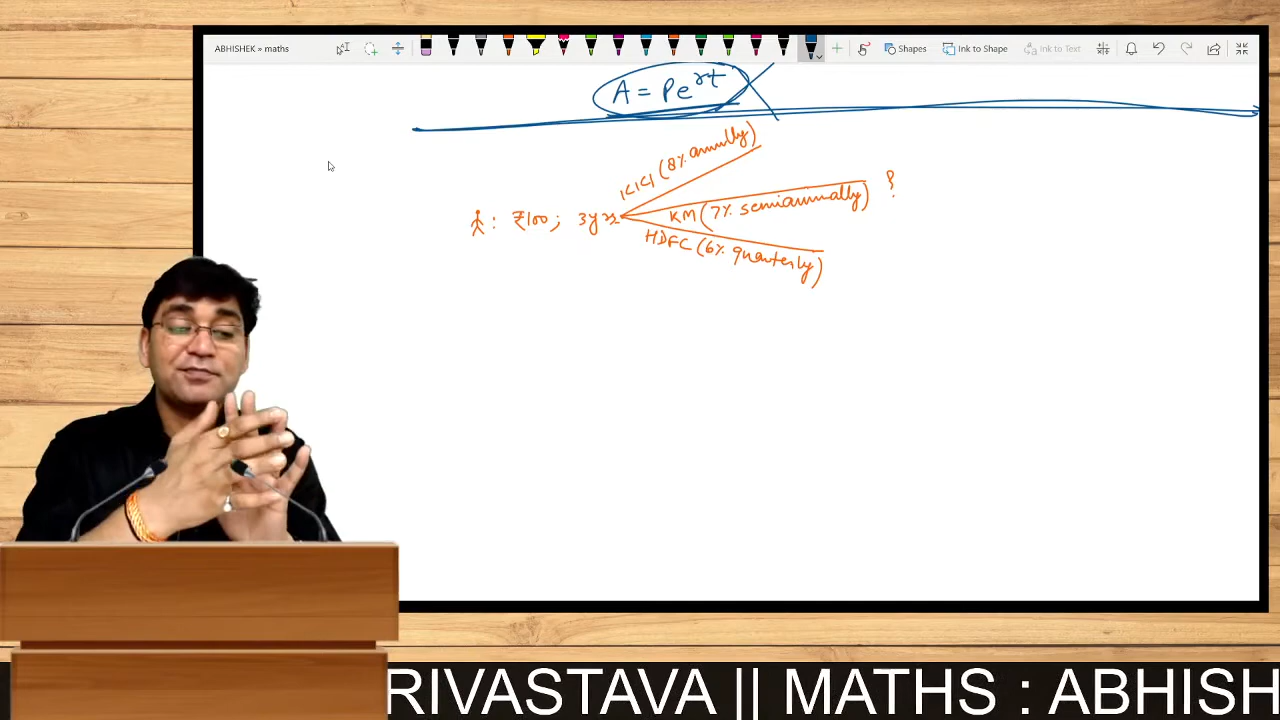 ABHISHEK » maths
Shapes
Ink to Shape
Ink to Text
A = Pe^rt
ICICI (8% annully)
: ₹100; 3yrs
KM (7% semiannually)
?
HDFC (6% quarterly)
RIVASTAVA || MATHS : ABHISH